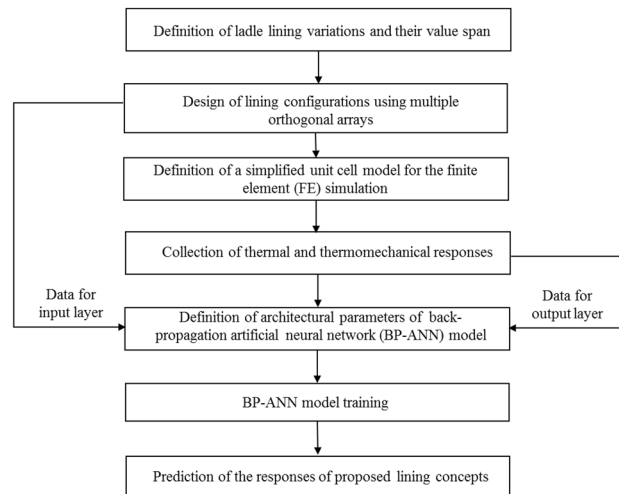 Definition of ladle lining variations and their value span
Design of lining configurations using multiple
orthogonal arrays
Definition of a simplified unit cell model for the finite
element (FE) simulation
Collection of thermal and thermomechanical responses
Data for
input layer
Definition of architectural parameters of back-
propagation artificial neural network (BP-ANN) model
Data for
output layer
BP-ANN model training
Prediction of the responses of proposed lining concepts